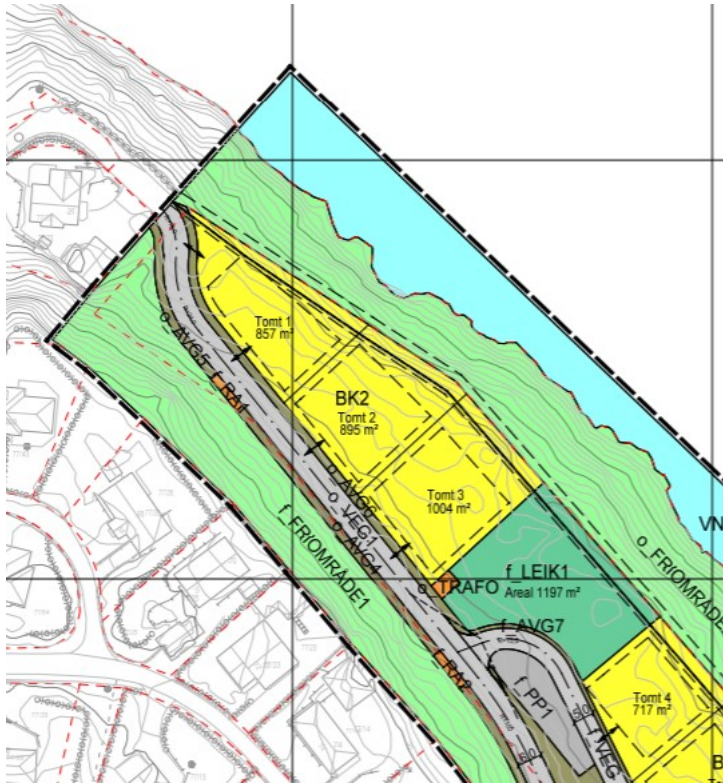 Tomt 1
857 m²
o_AVG5
f_RA1
BK2
Tomt 2
895 m²
Tomt 3
1004 m²
o_VEG1
o_AVG4
f_FRIOMRÅDE1
VN
o_FRIOMRÅDE
f_LEIK1
Areal 1197 m²
o_TRAFO
f_AVG7
f_RA2
f_PP1
Tomt 4
717 m²
f_VEG